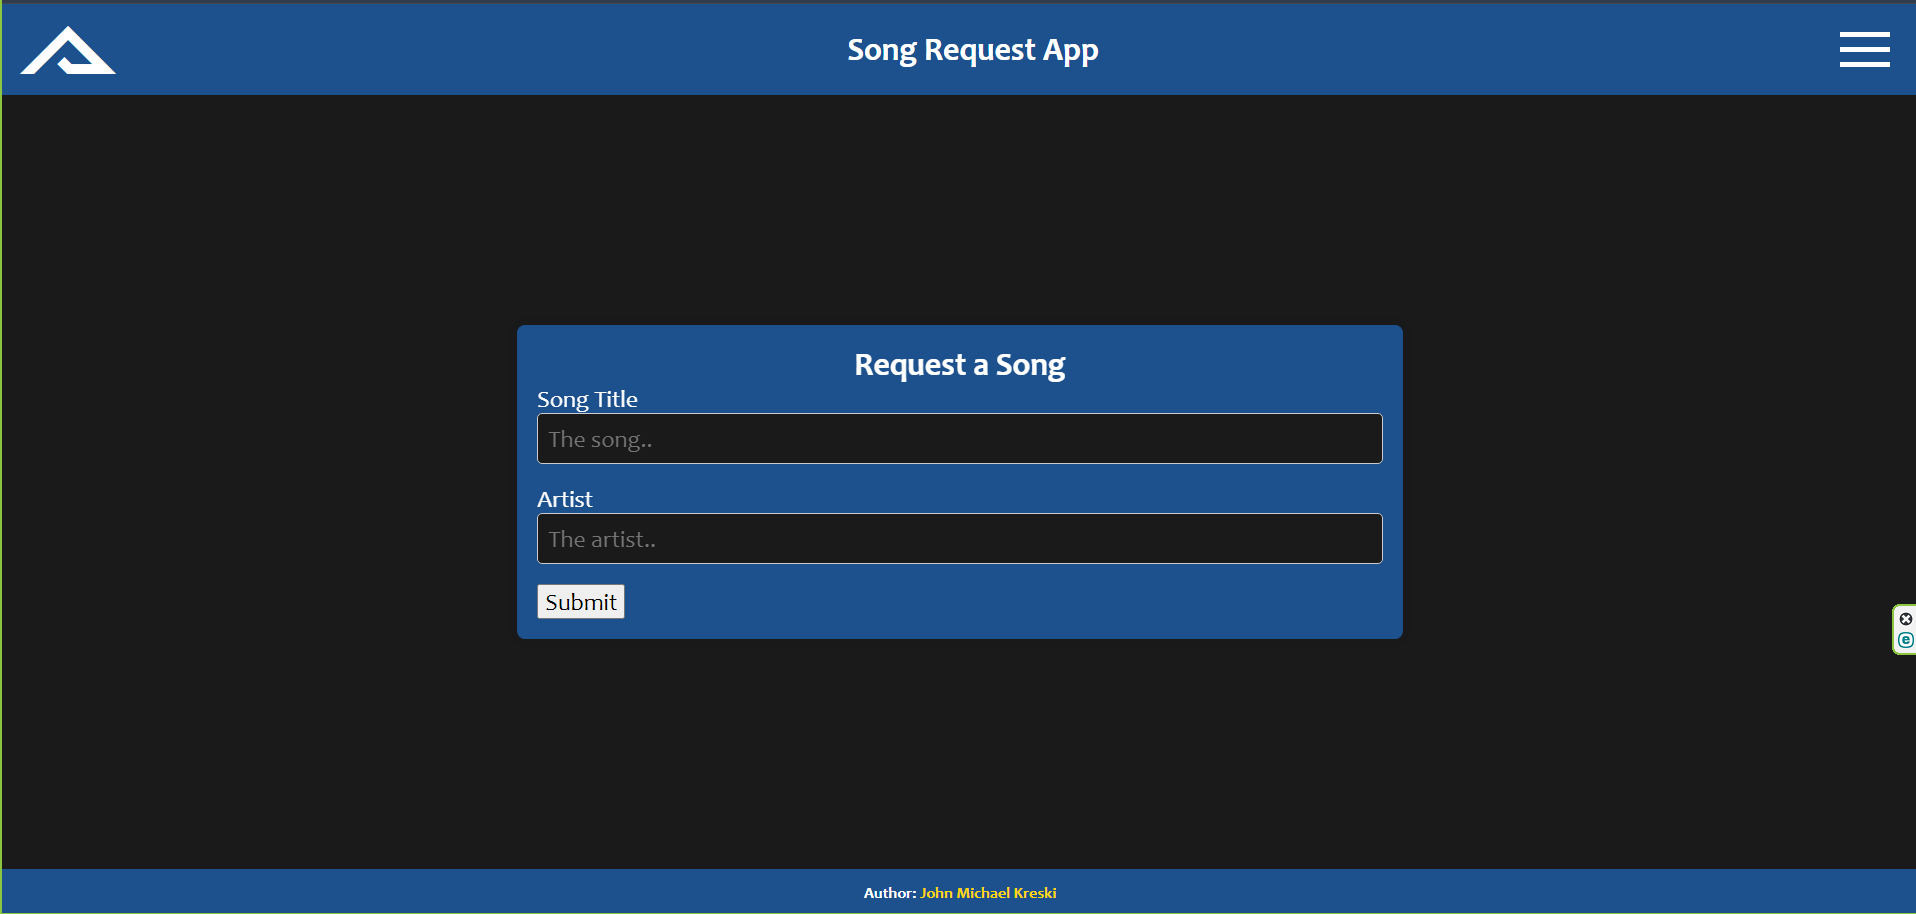 Song Request App
Request a Song
Song Title
The song..
Artist
The artist..
Submit
e
Author: John Michael Kreski